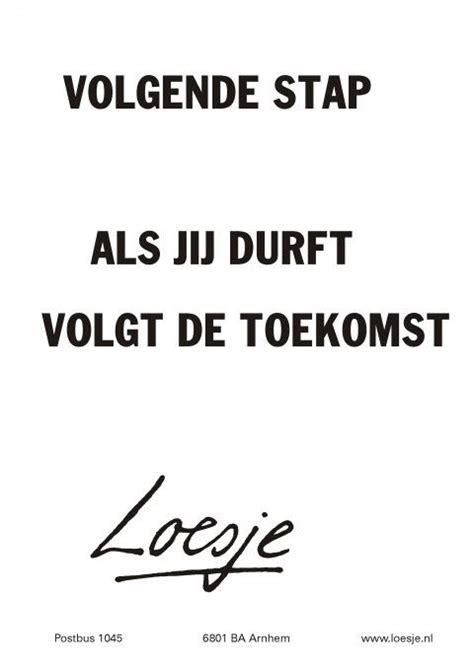 VOLGENDE STAP
ALS JIJ DURFT
VOLGT DE TOEKOMST
Loesje
Postbus 1045 6801 BA Arnhem www.loesje.nl